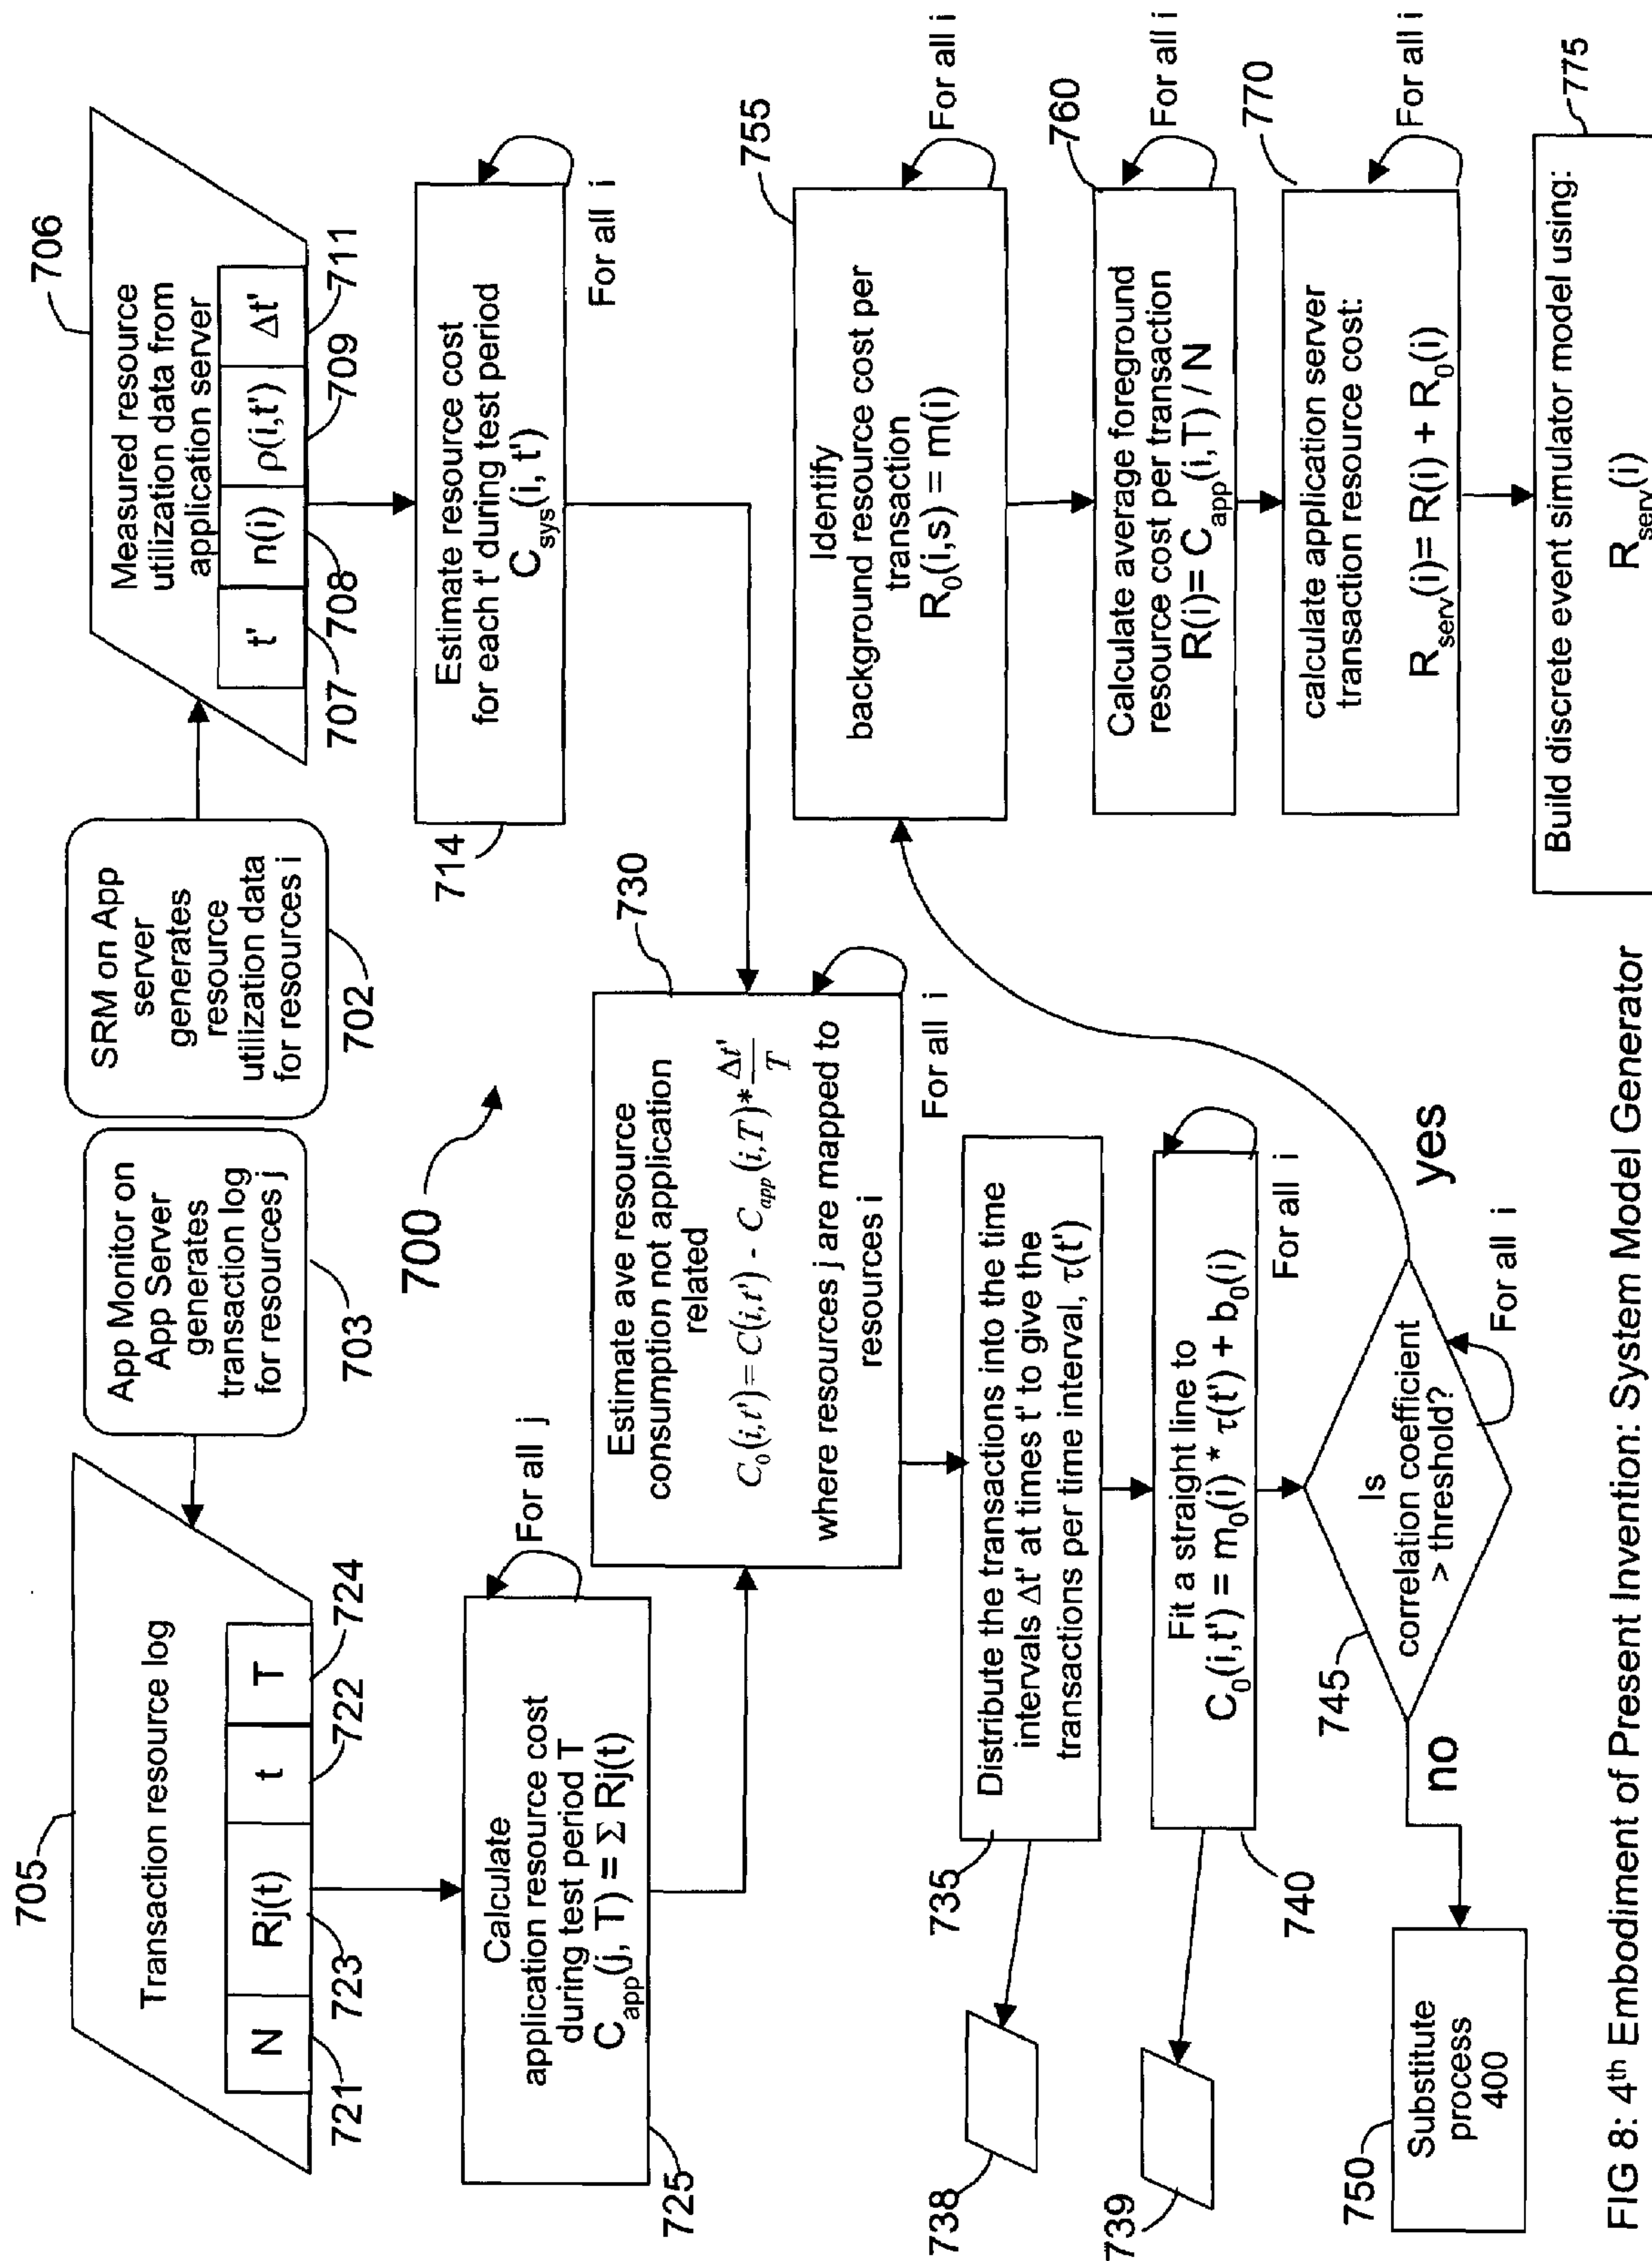 705
Transaction resource log
N
Rj(t)
t
T
721
723
722
724
App Monitor on
App Server
generates
transaction log
for resources j
703
SRM on App
server
generates
resource
utilization data
for resources i
702
706
Measured resource
utilization data from
application server
t'
n(i)
ρ(i,t')
Δt'
707
708
709
711
Calculate
application resource cost
during test period T
C_app(j, T) = Σ Rj(t)
725
For all j
700
Estimate resource cost
for each t' during test period
C_sys(i, t')
714
For all i
730
Estimate ave resource
consumption not application
related
C_0(i,t') = C(i,t') - C_app(i,T)* Δt'/T
where resources j are mapped to
resources i
For all i
Distribute the transactions into the time
intervals Δt' at times t' to give the
transactions per time interval, τ(t')
735
738
Fit a straight line to
C_0(i,t') = m_0(i) * τ(t') + b_0(i)
For all i
740
739
Is
correlation coefficient
> threshold?
745
For all i
no
yes
Substitute
process
400
750
755
Identify
background resource cost per
transaction
R_0(i,s) = m(i)
For all i
760
Calculate average foreground
resource cost per transaction
R(i)= C_app(i,T) / N
For all i
770
calculate application server
transaction resource cost:
R_serv(i)= R(i) + R_0(i)
For all i
775
Build discrete event simulator model using:
R_serv(i)
FIG 8: 4th Embodiment of Present Invention: System Model Generator